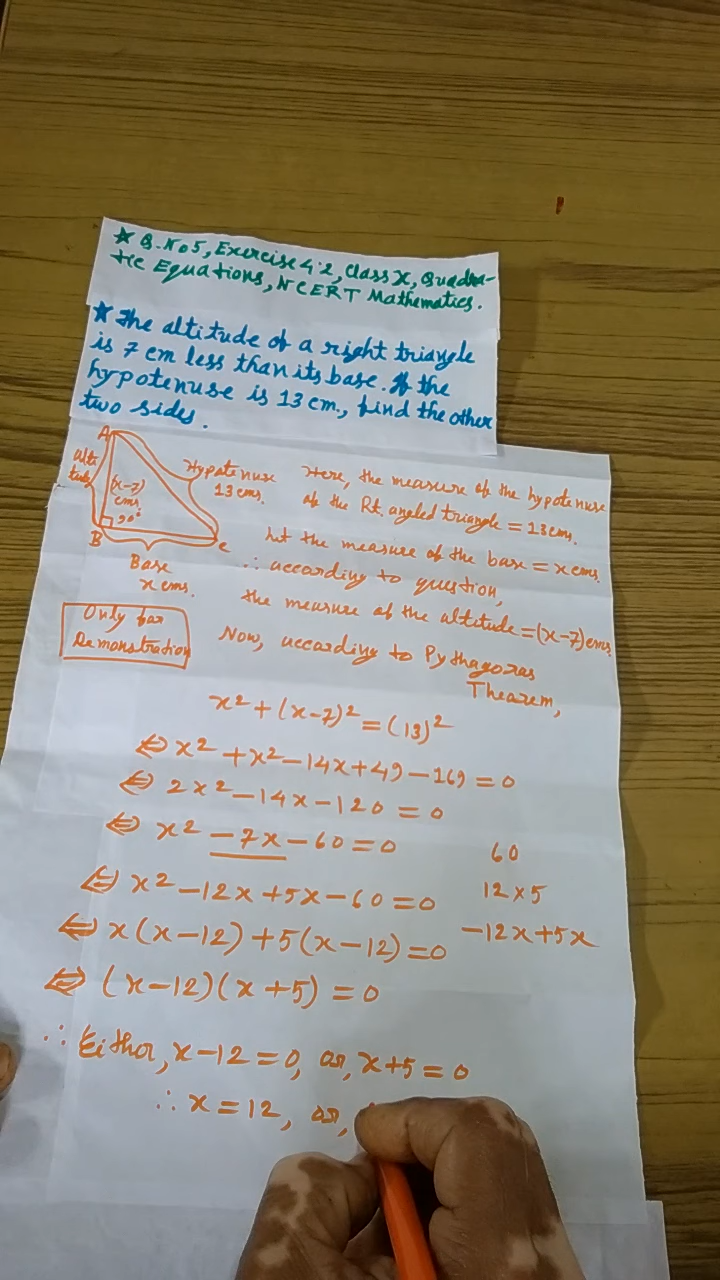 ★ Q. No 5, Exercise 4.2, Class X, Quadra-
tic Equations, NCERT Mathematics.
★ The altitude of a right triangle
is 7 cm less than its base. If the
hypotenuse is 13 cm, find the other
two sides.
A
Alti
tude
(x-7)
cms.
90°
B
C
Hypotenuse
13 cms.
Base
x cms.
Only for
Demonstration
Here, the measure of the hypotenuse
of the Rt. angled triangle = 13 cms.
Let the measure of the base = x cms.
∴ according to question,
the measure of the altitude = (x-7) cms.
Now, according to Pythagoras
Theorem,
x² + (x-7)² = (13)²
⇔ x² + x² - 14x + 49 - 169 = 0
⇔ 2x² - 14x - 120 = 0
⇔ x² - 7x - 60 = 0
60
⇔ x² - 12x + 5x - 60 = 0
12 × 5
⇔ x(x-12) + 5(x-12) = 0
-12x + 5x
⇔ (x-12)(x+5) = 0
∴ Either, x-12 = 0, or, x+5 = 0
∴ x = 12, or,